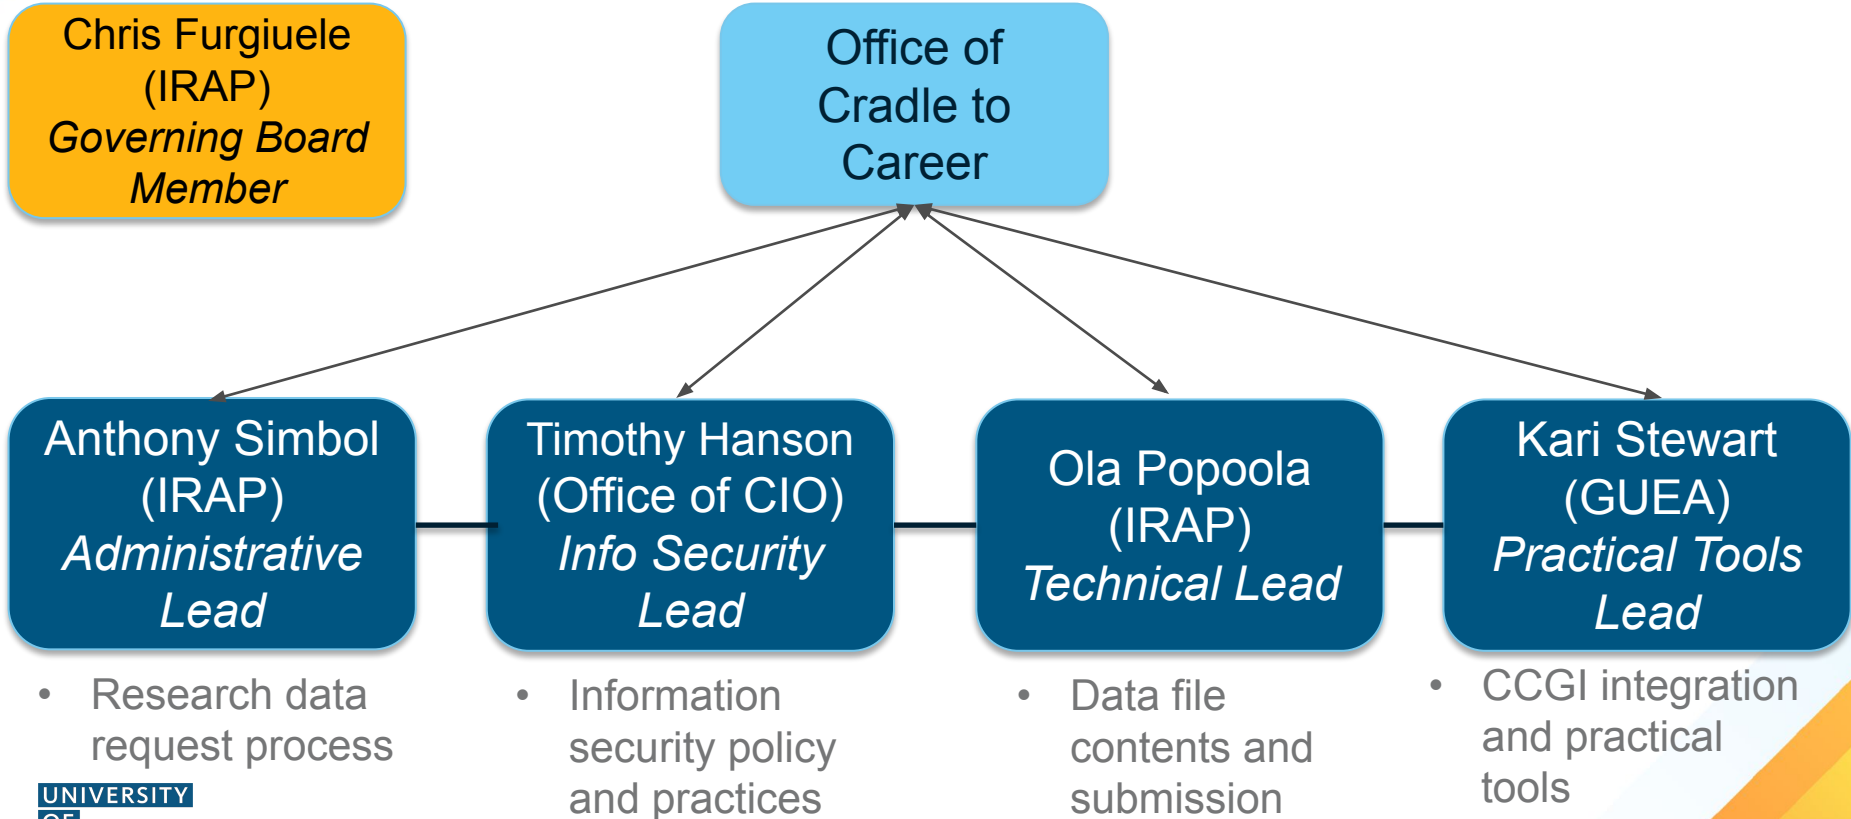 Chris Furgiuele
(IRAP)
Governing Board
Member
Office of
Cradle to
Career
Anthony Simbol
(IRAP)
Administrative
Lead
Timothy Hanson
(Office of CIO)
Info Security
Lead
Ola Popoola
(IRAP)
Technical Lead
Kari Stewart
(GUEA)
Practical Tools
Lead
• Research data
request process
• Information
security policy
and practices
• Data file
contents and
submission
• CCGI integration
and practical
tools
UNIVERSITY
OF